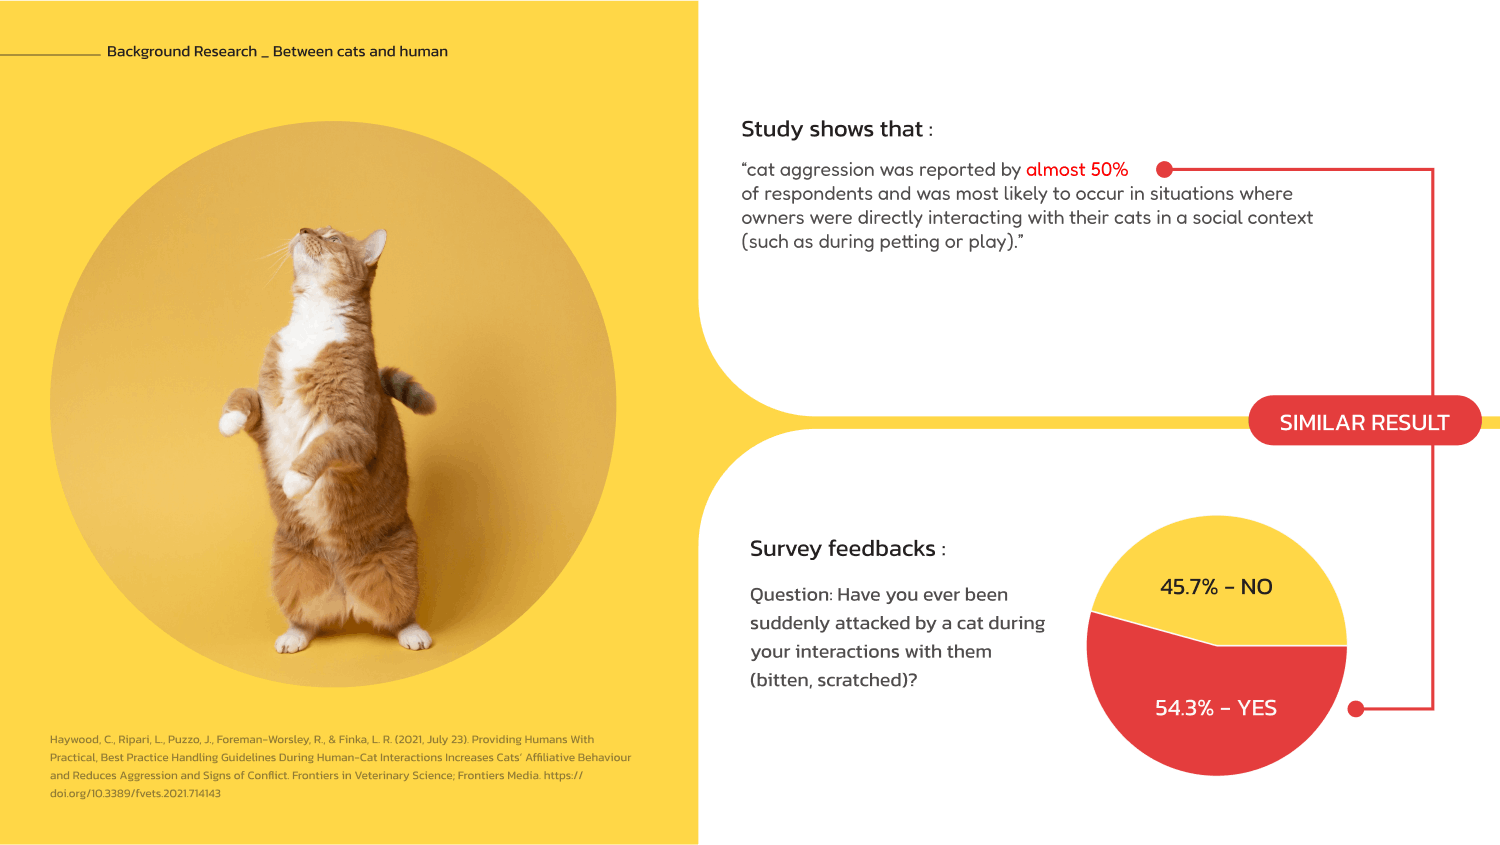 Background Research _ Between cats and human
Study shows that :
“cat aggression was reported by almost 50%
of respondents and was most likely to occur in situations where
owners were directly interacting with their cats in a social context
(such as during petting or play).”
SIMILAR RESULT
Survey feedbacks :
Question: Have you ever been
suddenly attacked by a cat during
your interactions with them
(bitten, scratched)?
45.7% - NO
54.3% - YES
Haywood, C., Ripari, L., Puzzo, J., Foreman-Worsley, R., & Finka, L. R. (2021, July 23). Providing Humans With
Practical, Best Practice Handling Guidelines During Human-Cat Interactions Increases Cats’ Affiliative Behaviour
and Reduces Aggression and Signs of Conflict. Frontiers in Veterinary Science; Frontiers Media. https://
doi.org/10.3389/fvets.2021.714143